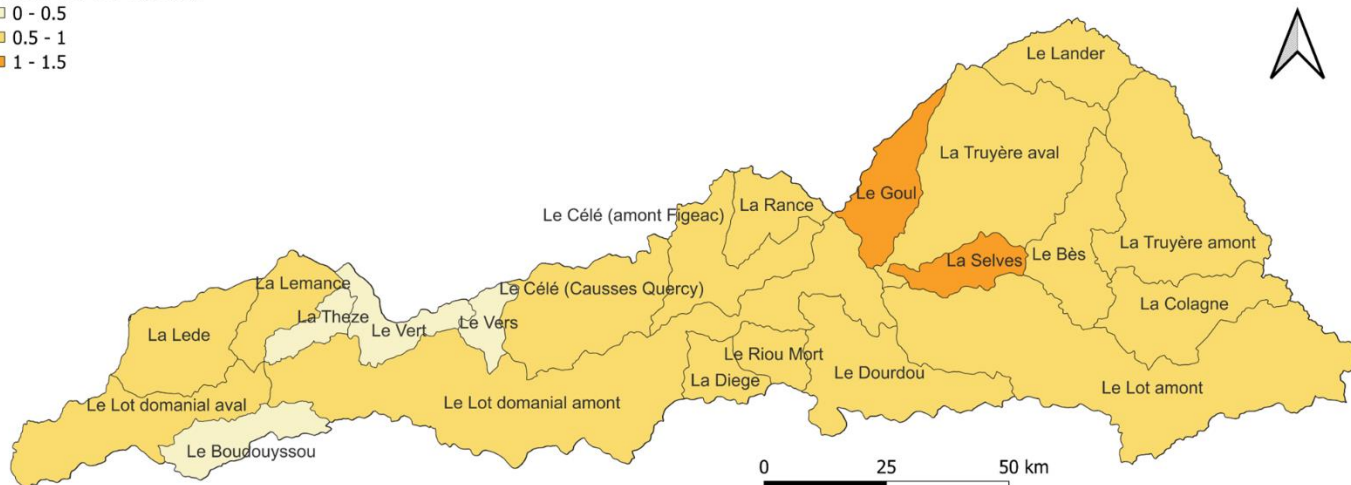 0 - 0.5
0.5 - 1
1 - 1.5
Le Lander
La Truyère aval
Le Goul
La Rance
Le Célé (amont Figeac)
La Truyère amont
Le Bès
La Selves
La Colagne
La Lemance
Le Célé (Causses Quercy)
La Theze
Le Vers
Le Vert
La Lede
Le Riou Mort
Le Dourdou
La Diege
Le Lot amont
Le Lot domanial amont
Le Lot domanial aval
Le Boudouyssou
0 25 50 km